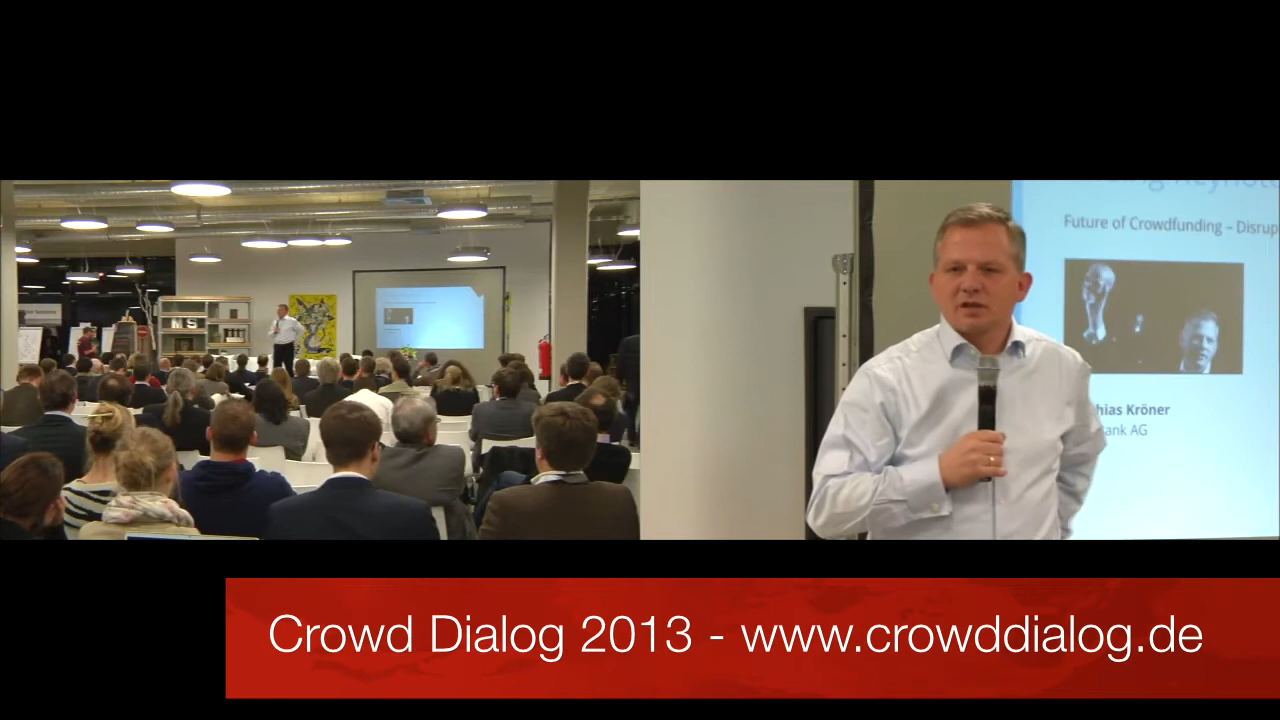 Future of Crowdfunding – Disrup
hias Kröner
ank AG
Crowd Dialog 2013 - www.crowddialog.de